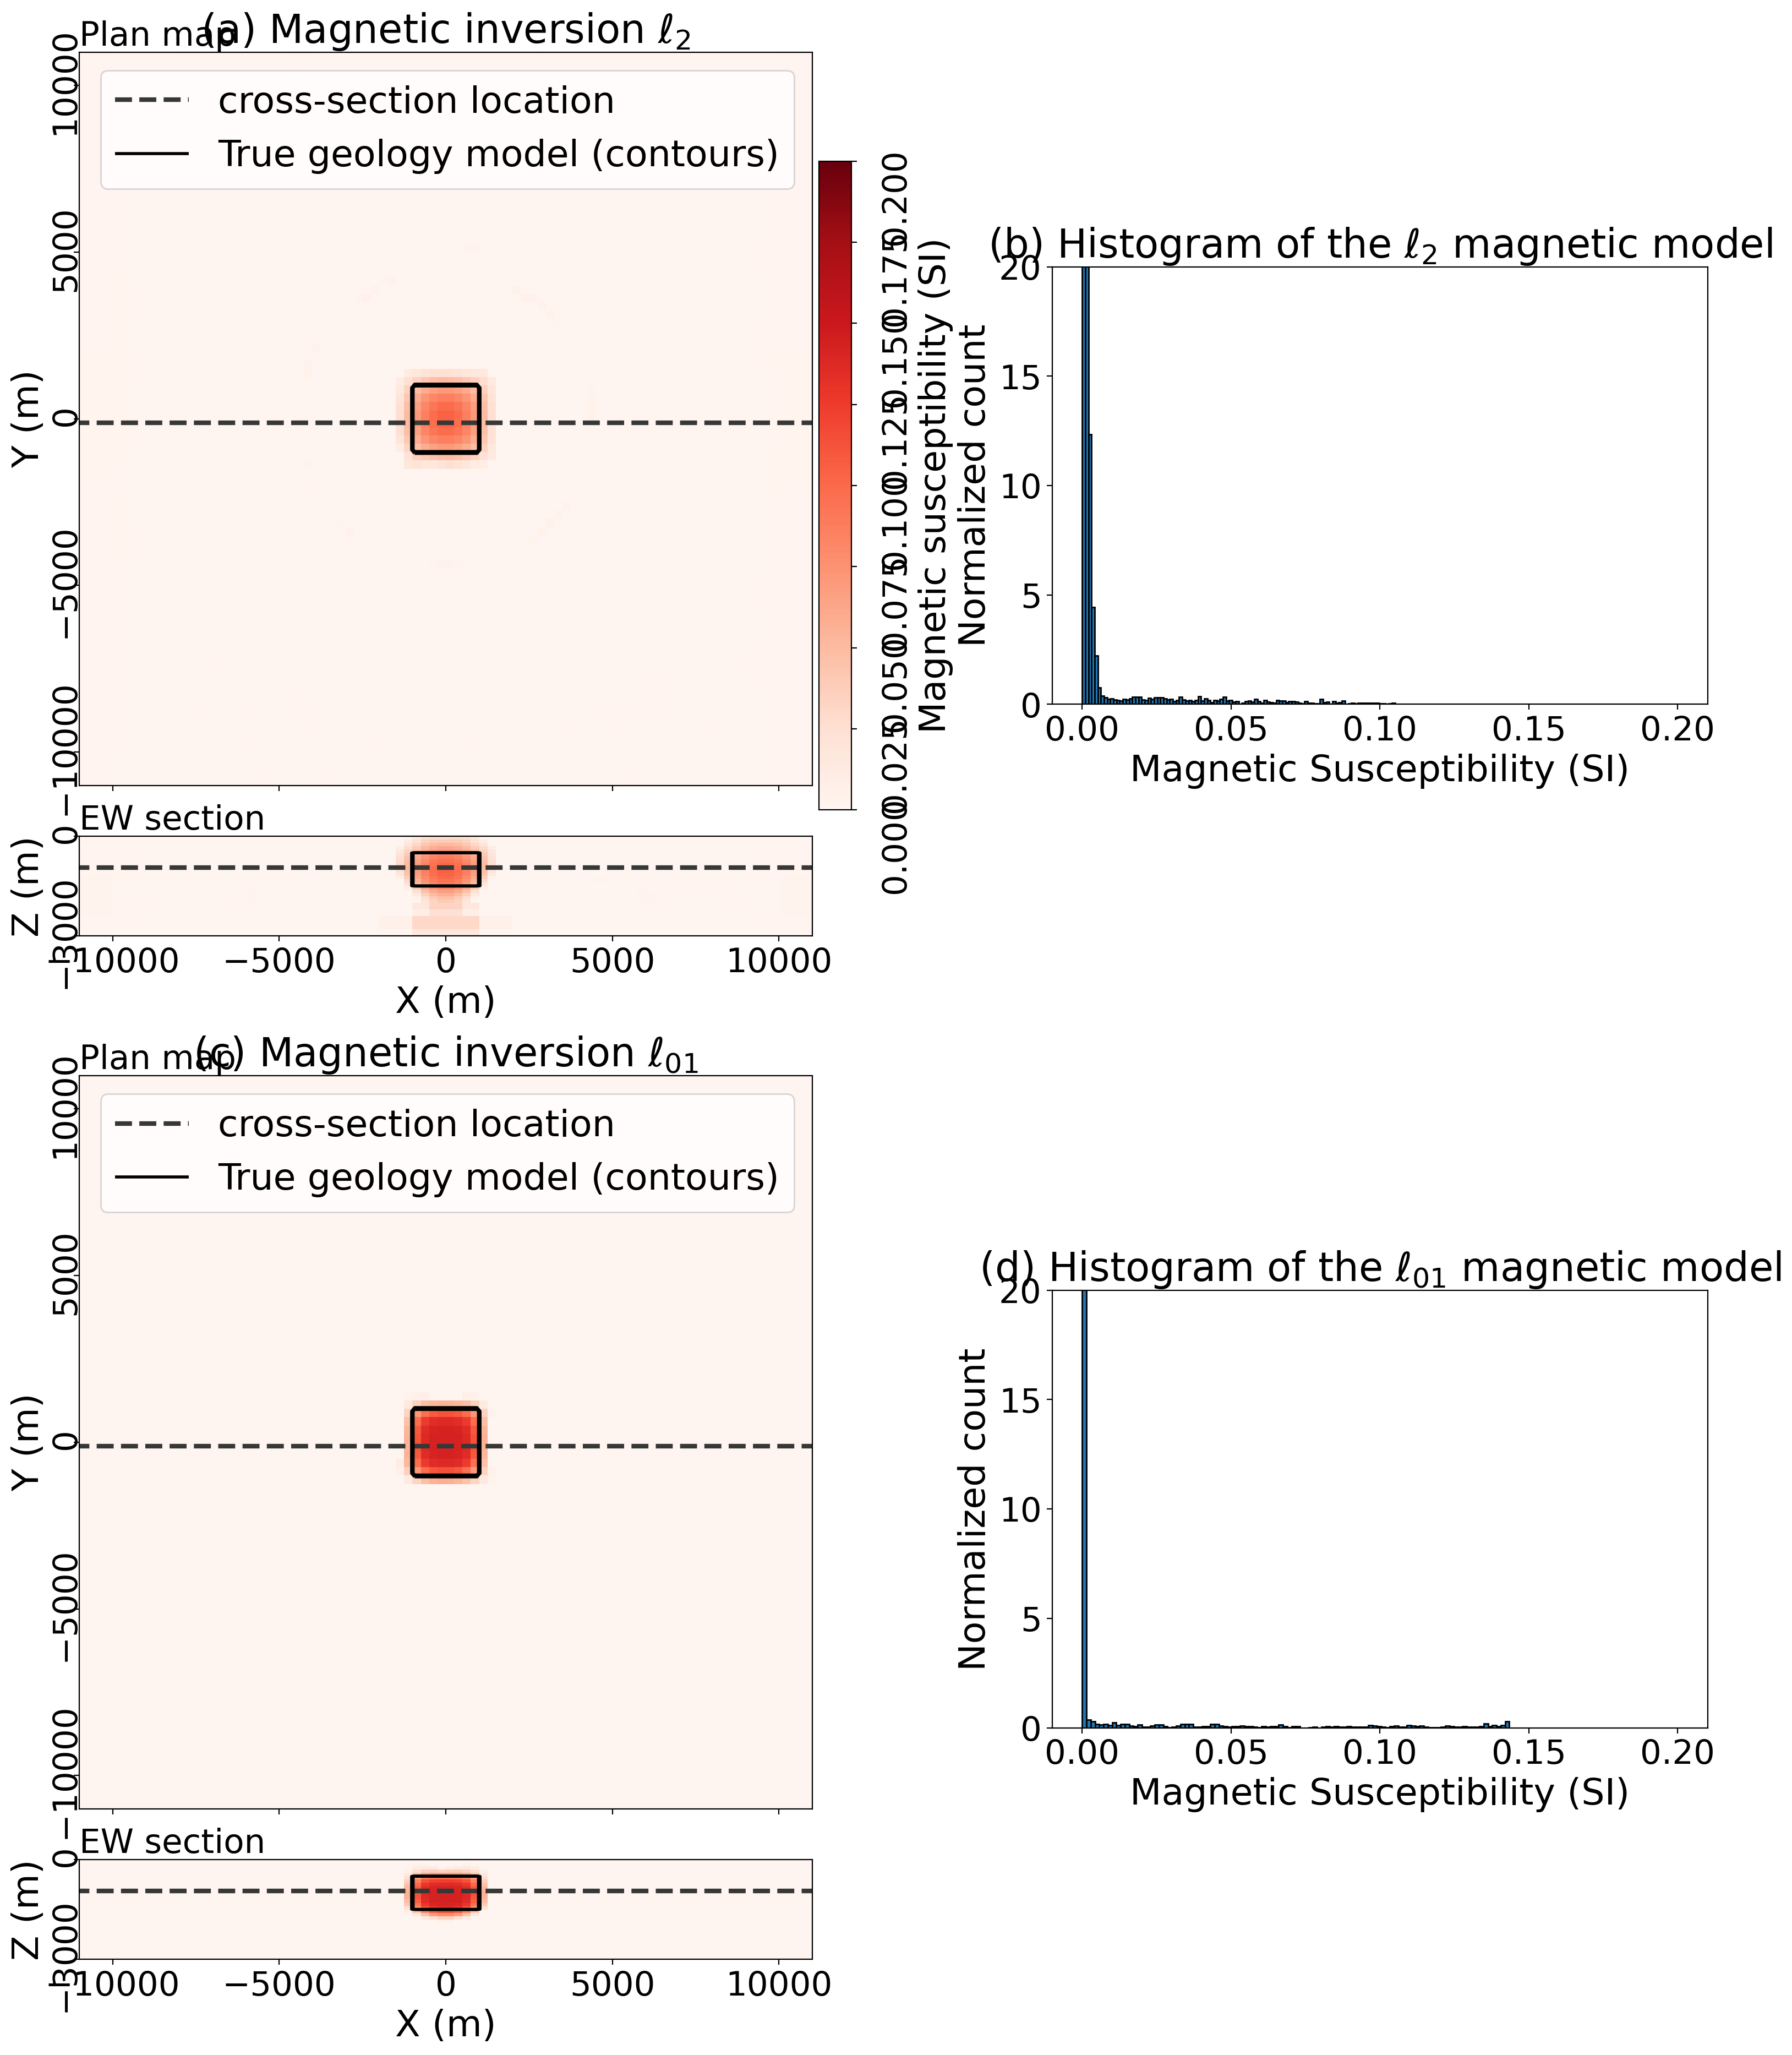 (a) Magnetic inversion ℓ2
Plan map
cross-section location
True geology model (contours)
10000
5000
0
−5000
−10000
Y (m)
0.200
0.175
0.150
0.125
0.100
0.075
0.050
0.025
0.000
Magnetic susceptibility (SI)
EW section
0
−3000
Z (m)
−10000 −5000 0 5000 10000
X (m)
(b) Histogram of the ℓ2 magnetic model
20
15
10
5
0
Normalized count
0.00 0.05 0.10 0.15 0.20
Magnetic Susceptibility (SI)
(c) Magnetic inversion ℓ01
Plan map
cross-section location
True geology model (contours)
10000
5000
0
−5000
−10000
Y (m)
EW section
0
−3000
Z (m)
−10000 −5000 0 5000 10000
X (m)
(d) Histogram of the ℓ01 magnetic model
20
15
10
5
0
Normalized count
0.00 0.05 0.10 0.15 0.20
Magnetic Susceptibility (SI)